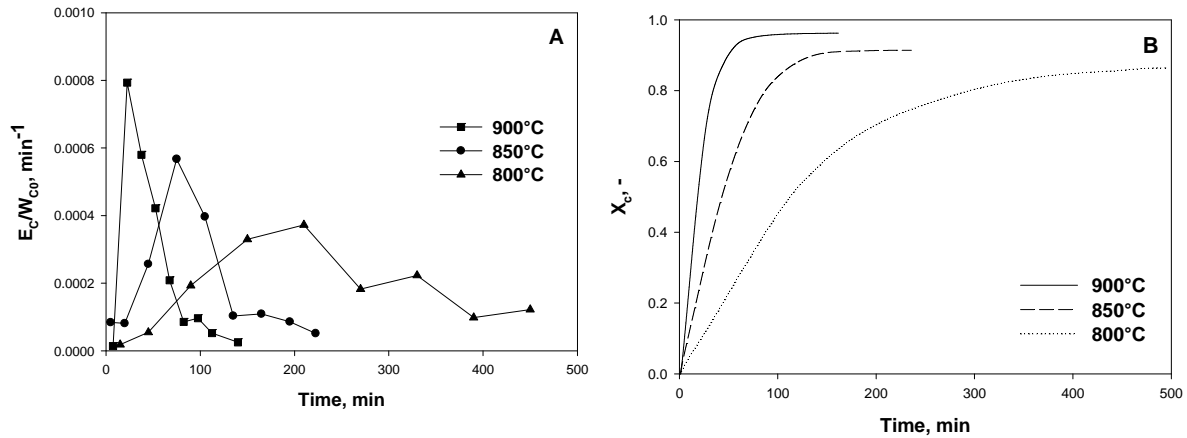 A
E_C/W_C0, min^-1
0.0010
0.0008
0.0006
0.0004
0.0002
0.0000
900°C
850°C
800°C
0 100 200 300 400 500
Time, min
B
X_c, -
1.0
0.8
0.6
0.4
0.2
0.0
900°C
850°C
800°C
0 100 200 300 400 500
Time, min